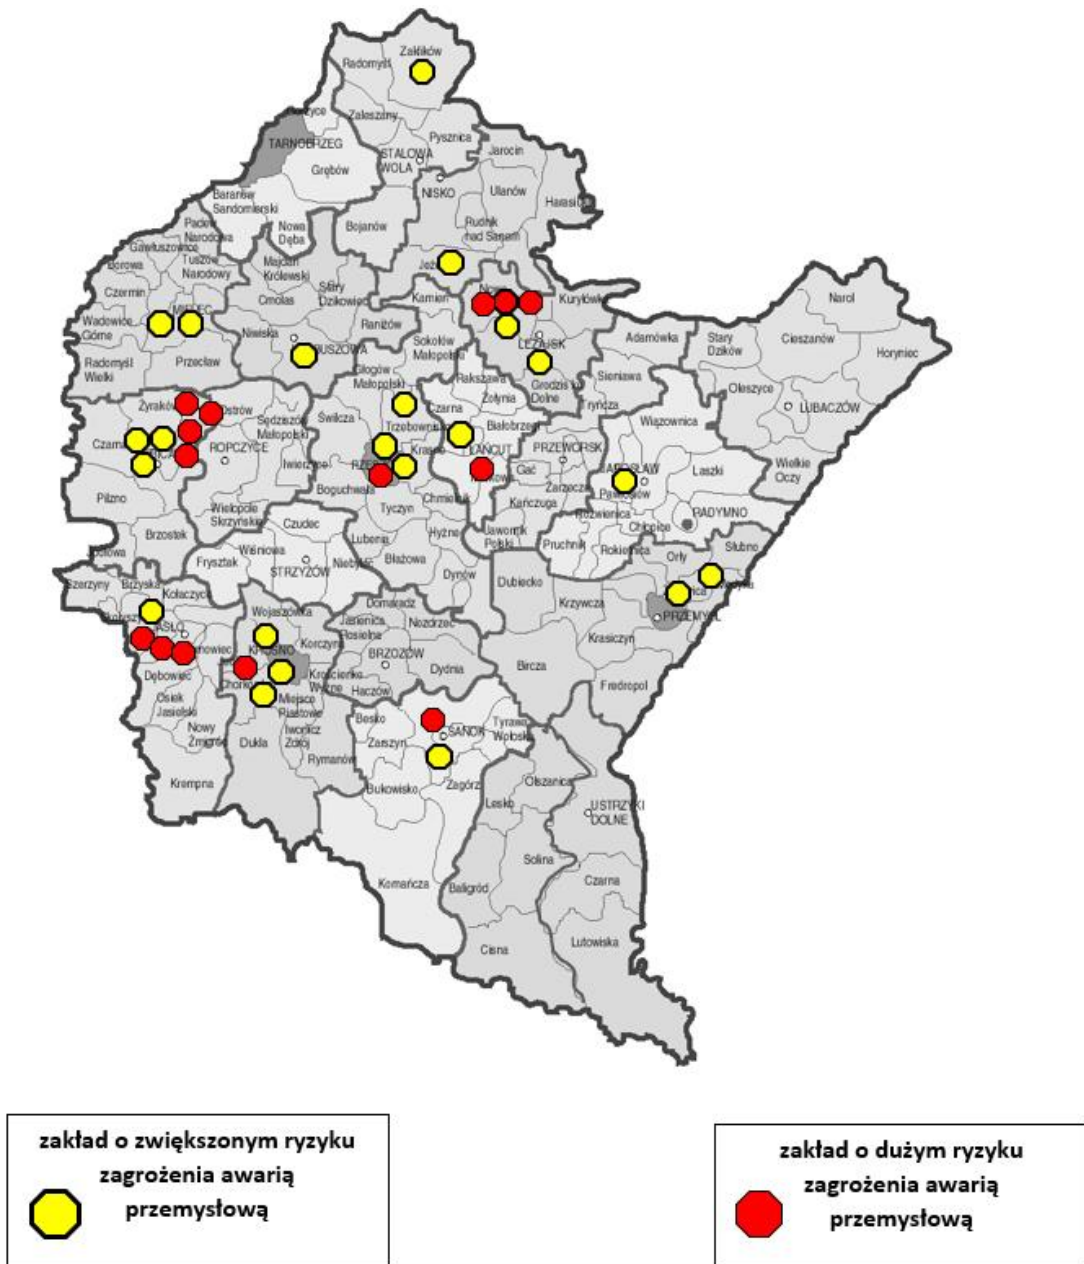 Zaklików
Radomyśl
Zaleszany
Pysznica
TARNOBRZEG
STALOWA
WOLA
Jarocin
Grębów
NISKO
Ulanów
Baranów
Sandomierski
Rudnik
nad Sanem
Nowa
Dęba
Bojanów
Padew
Narodowa
Gawłuszowice
Tuszów
Narodowy
Majdan
Królewski
Czermin
Cmolas
Stary
Dzikowiec
Kamień
Kuryłówka
Narol
Wadowice
Górne
MIELEC
Niwiska
Raniżów
Adamówka
Stary
Dzików
Cieszanów
Sokołów
Małopolski
LEŻAJSK
Horyniec
Radomyśl
Wielki
Przecław
Głogów
Małopolski
Rakszawa
Grodzisko
Dolne
Sieniawa
Oleszyce
Żołynia
LUBACZÓW
Żyraków
Ostrów
Sędziszów
Małopolski
Świlcza
Czarna
Tryńcza
Wiązownica
Trzebownisko
Białobrzegi
Czarna
ROPCZYCE
Krasne
ŁAŃCUT
PRZEWORSK
Iwierzyce
Gać
Laszki
Wielkie
Oczy
Boguchwała
Zarzecze
Pawłosiów
Pilzno
Chmielnik
Kańczuga
Wielopole
Skrzyńskie
Tyczyn
Roźwienica
RADYMNO
Czudec
Chłopice
Brzostek
Lubenia
Hyżne
Jawornik
Polski
Pruchnik
Rokietnica
Wiśniowa
Błażowa
Orły
Stubno
Frysztak
STRZYŻÓW
Niebylec
Dynów
Dubiecko
Szerzyny
Brzyska
Kołaczyce
Wojaszówka
Domaradz
Krzywcza
PRZEMYŚL
Jasienica
Rosielna
Nozdrzec
Korczyna
Krasiczyn
KROSNO
BRZOZÓW
Dębowiec
Krościenko
Wyżne
Dydnia
Bircza
Haczów
Fredropol
Osiek
Jasielski
Miejsce
Piastowe
Besko
Tyrawa
Wołoska
Nowy
Żmigród
Iwonicz
Zdrój
SANOK
Dukla
Zarszyn
Rymanów
Krempna
Zagórz
Olszanica
Bukowisko
Lesko
USTRZYKI
DOLNE
Solina
Komańcza
Baligród
Czarna
Cisna
Lutowiska
zakład o zwiększonym ryzyku
zagrożenia awarią
przemysłową
zakład o dużym ryzyku
zagrożenia awarią
przemysłową